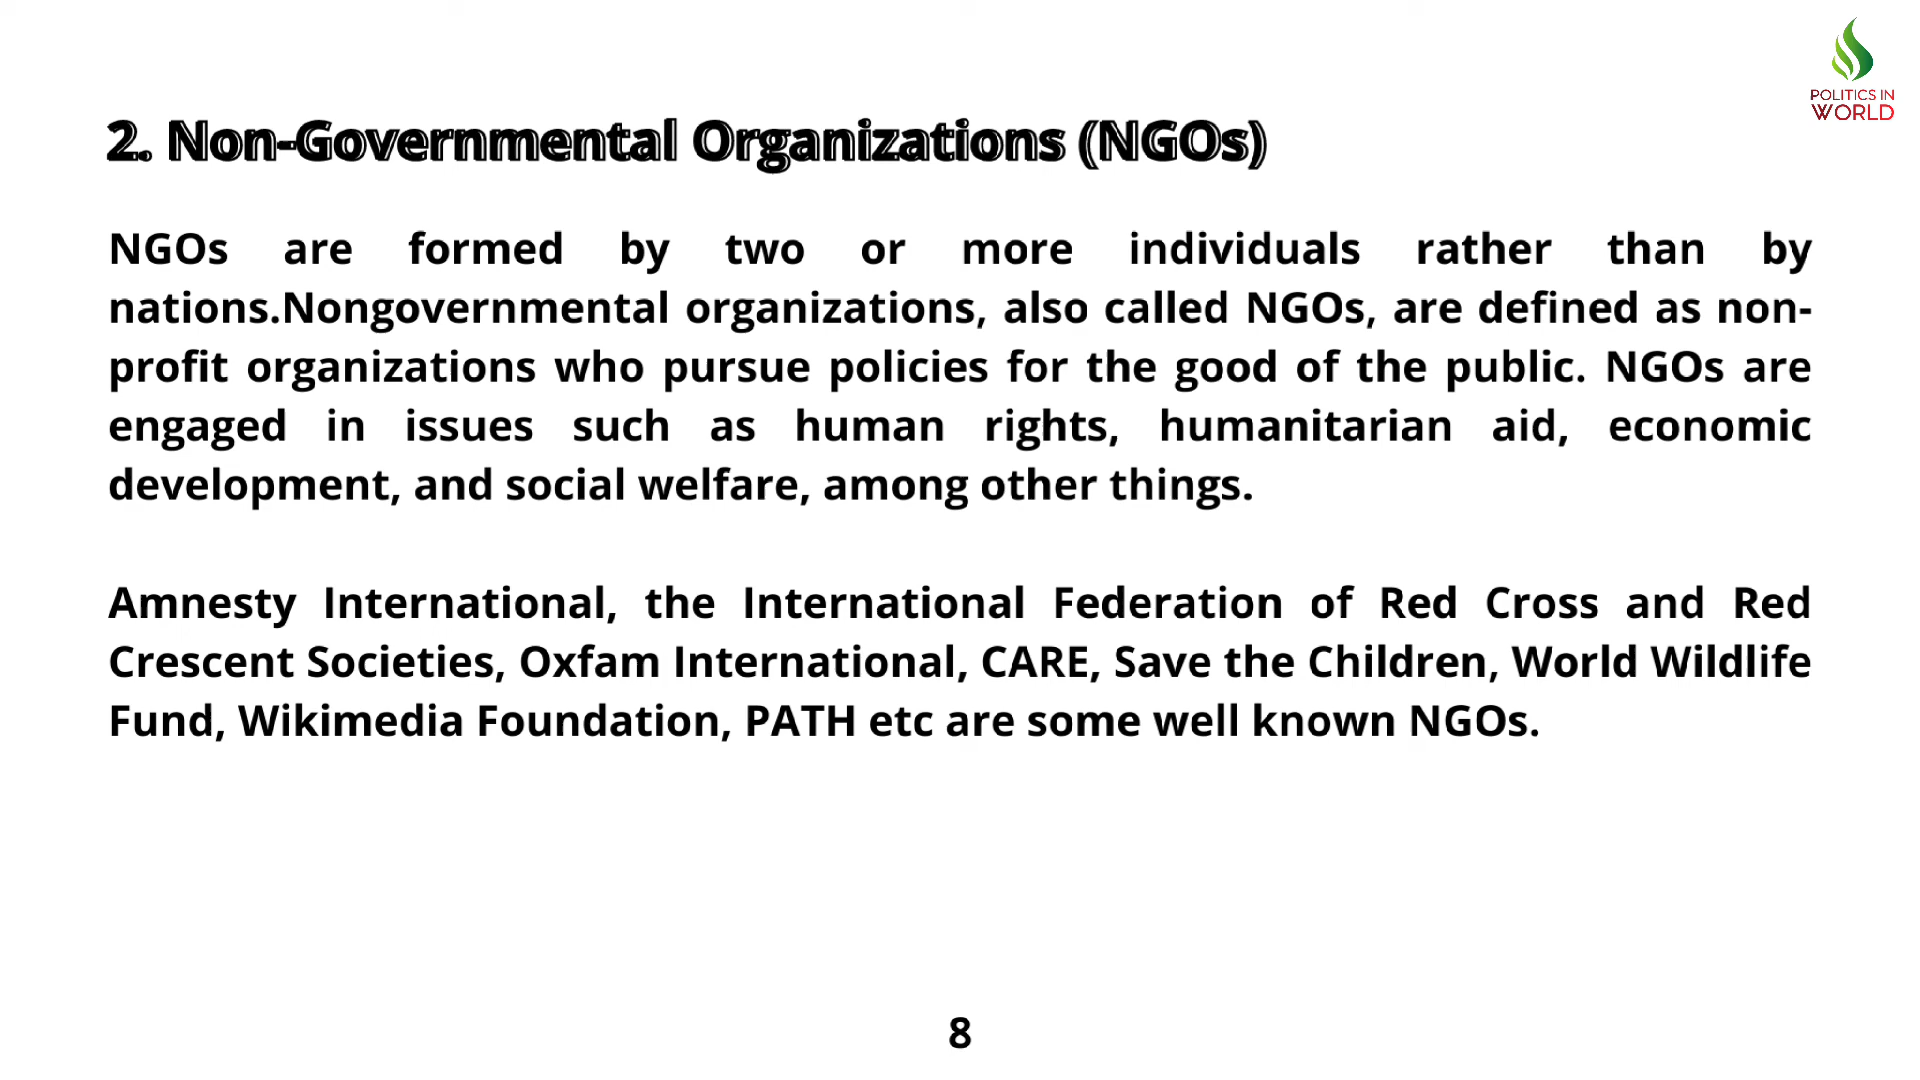 POLITICS IN
WORLD
2. Non-Governmental Organizations (NGOs)
NGOs are formed by two or more individuals rather than by
nations.Nongovernmental organizations, also called NGOs, are defined as non-
profit organizations who pursue policies for the good of the public. NGOs are
engaged in issues such as human rights, humanitarian aid, economic
development, and social welfare, among other things.
Amnesty International, the International Federation of Red Cross and Red
Crescent Societies, Oxfam International, CARE, Save the Children, World Wildlife
Fund, Wikimedia Foundation, PATH etc are some well known NGOs.
8